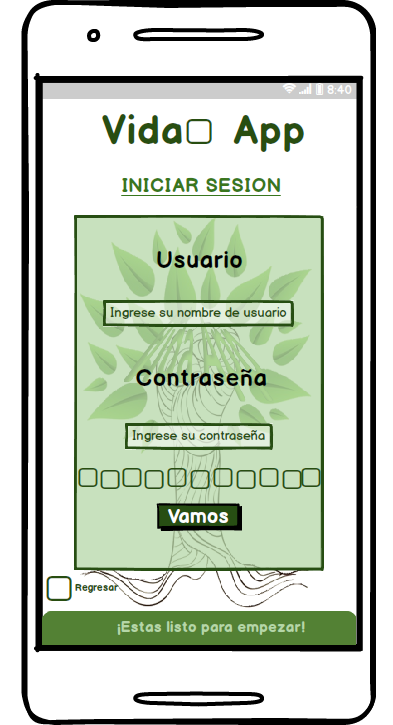 8:40
Vida App
INICIAR SESION
Usuario
Ingrese su nombre de usuario
Contraseña
Ingrese su contraseña
Vamos
Regresar
¡Estas listo para empezar!